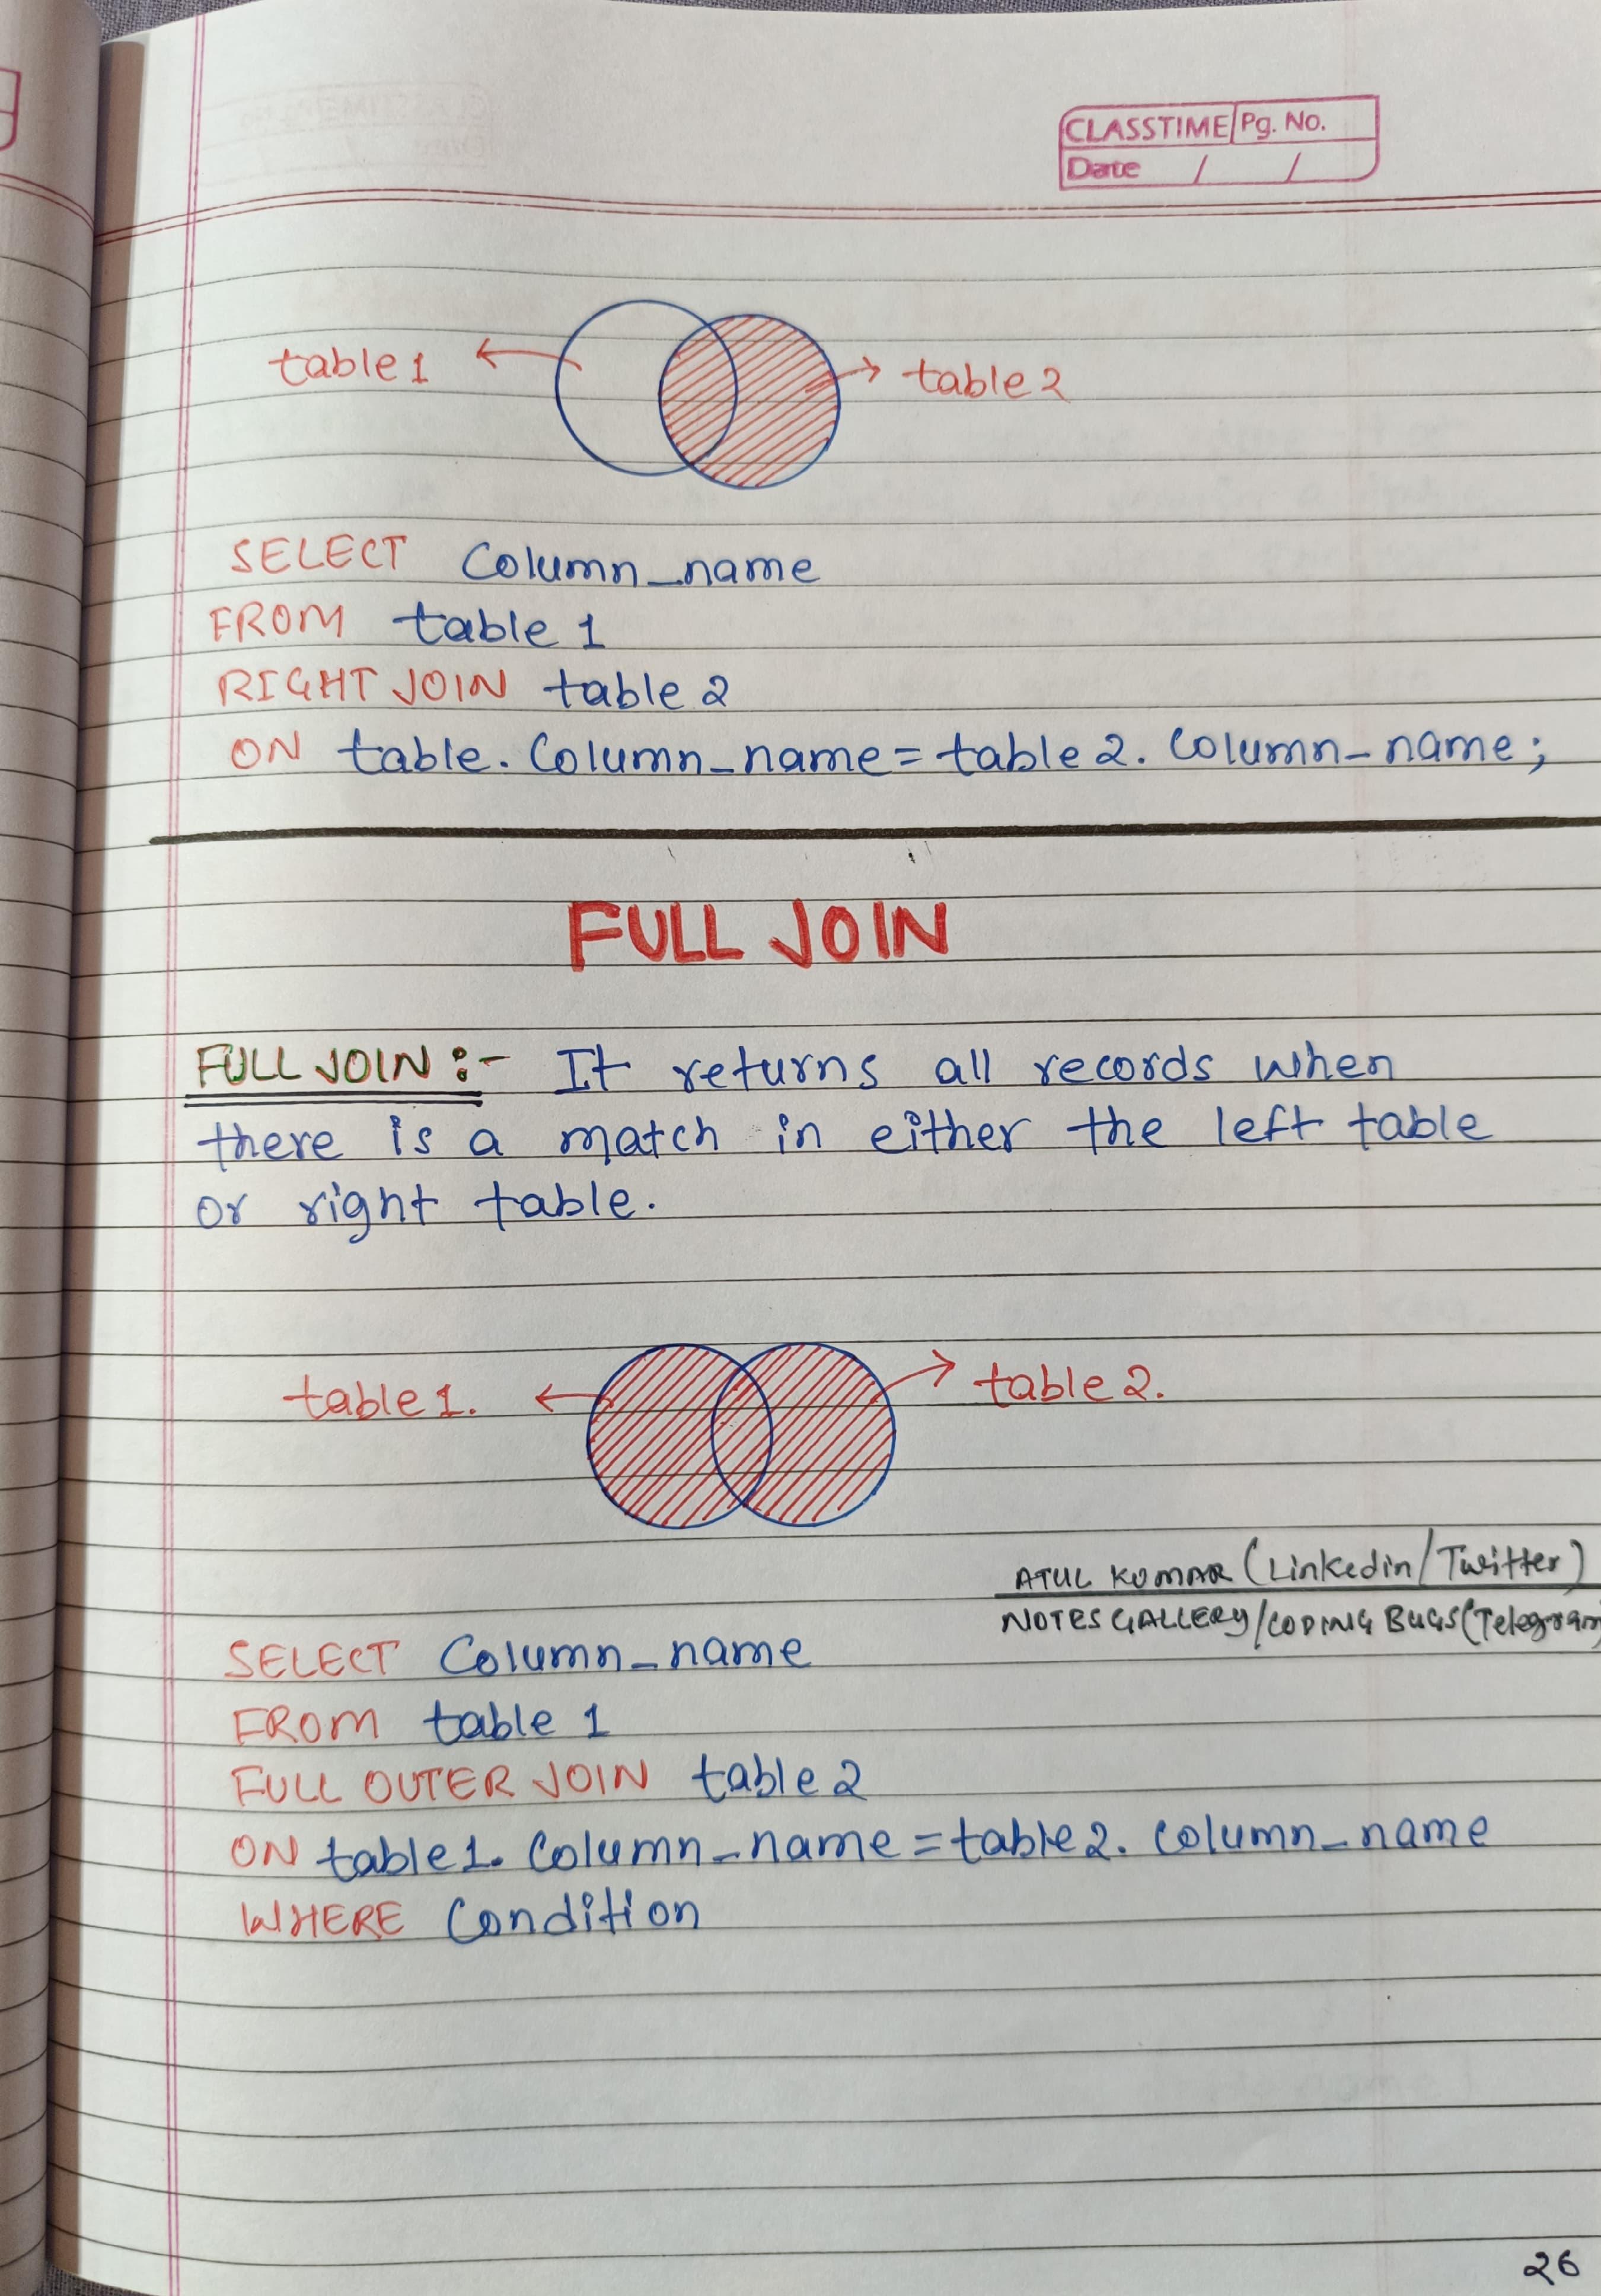 CLASSTIME Pg. No.
Date / /
table 1 table 2
SELECT Column_name
FROM table 1
RIGHT JOIN table 2
ON table. Column_name = table 2. Column_name;
FULL JOIN
FULL JOIN :- It returns all records when
there is a match in either the left table
or right table.
table 1. table 2.
ATUL KUMAR (Linkedin/Twitter)
NOTES GALLERY/CODING BUGS (Telegram
SELECT Column_name
FROM table 1
FULL OUTER JOIN table 2
ON table 1. Column_name = table 2. Column_name
WHERE Condition
26